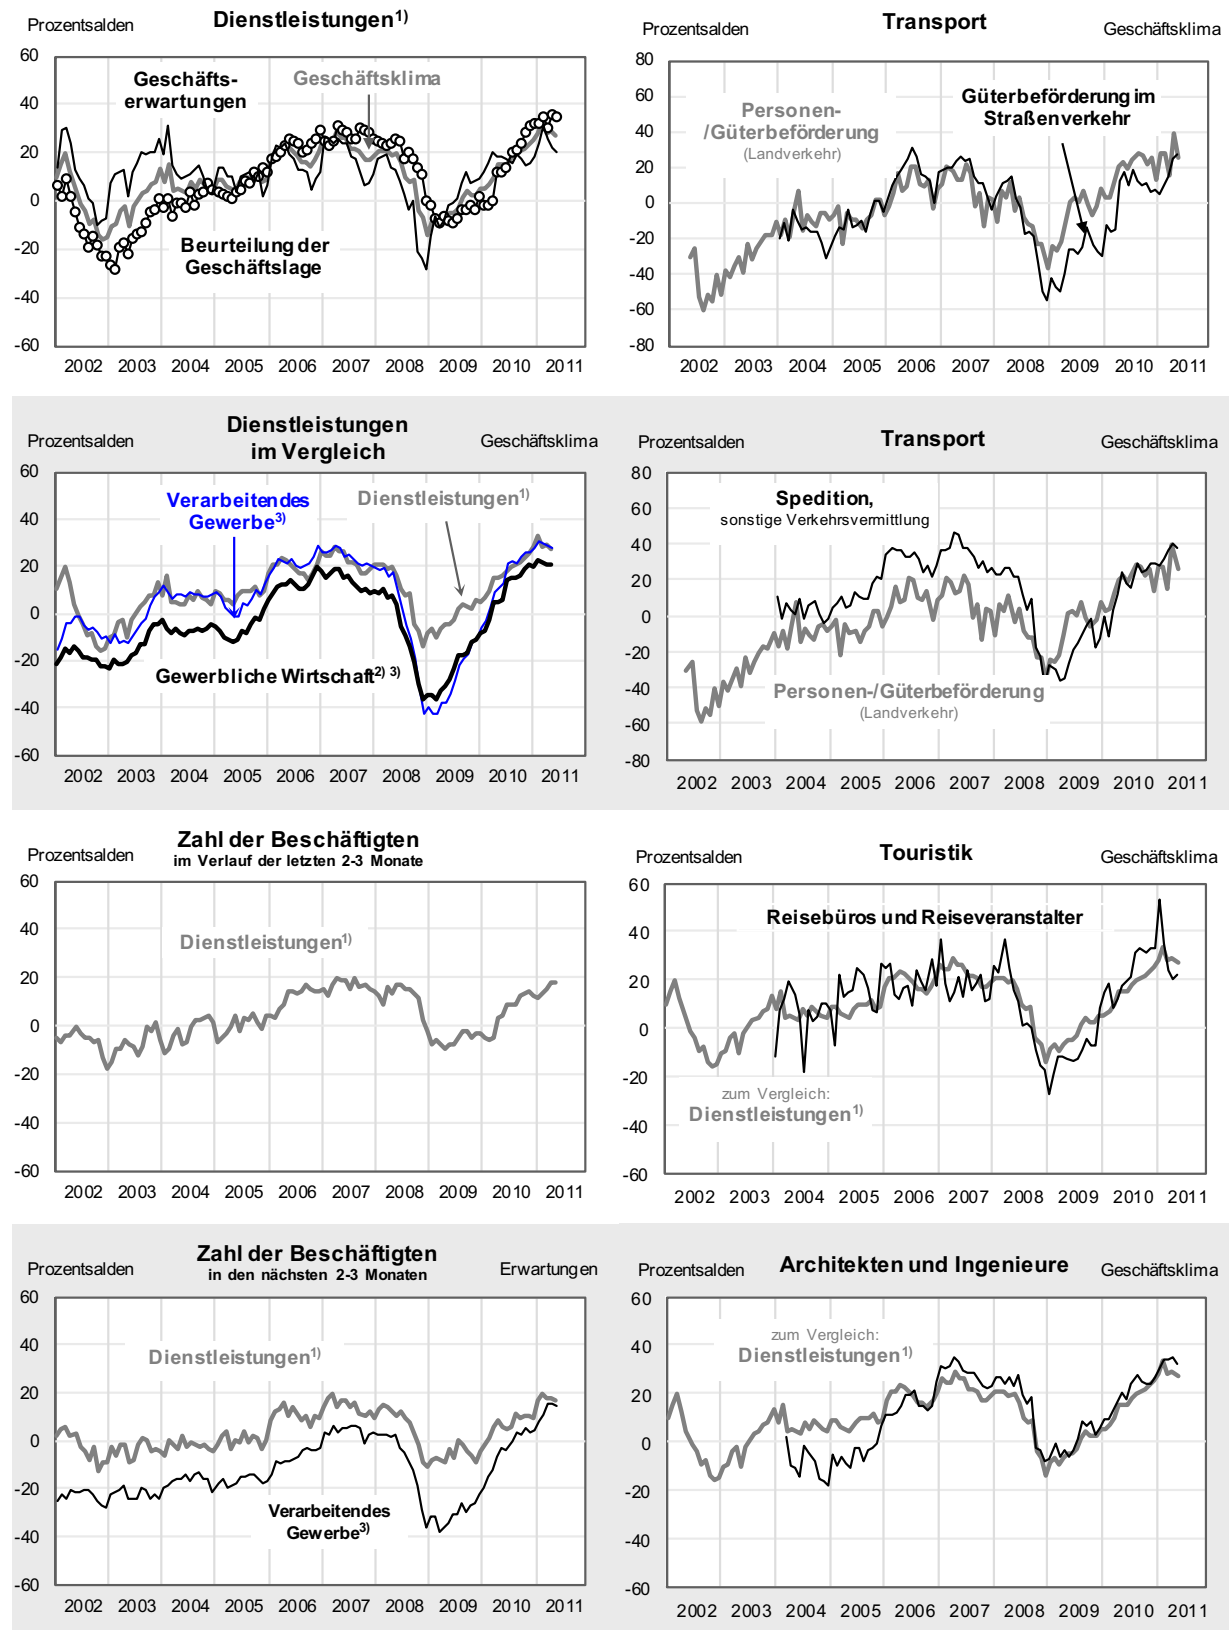 Dienstleistungen1)
Prozentsalden
60
40
20
0
-20
-40
-60
Geschäfts-
erwartungen
Geschäftsklima
Beurteilung der
Geschäftslage
2002 2003 2004 2005 2006 2007 2008 2009 2010 2011
Transport
Prozentsalden
Geschäftsklima
80
60
40
20
0
-20
-40
-60
-80
Personen-
-/Güterbeförderung
(Landverkehr)
Güterbeförderung im
Straßenverkehr
2002 2003 2004 2005 2006 2007 2008 2009 2010 2011
Dienstleistungen
im Vergleich
Prozentsalden
Geschäftsklima
60
40
20
0
-20
-40
-60
Verarbeitendes
Gewerbe3)
Dienstleistungen1)
Gewerbliche Wirtschaft2) 3)
2002 2003 2004 2005 2006 2007 2008 2009 2010 2011
Transport
Prozentsalden
Geschäftsklima
80
60
40
20
0
-20
-40
-60
-80
Spedition,
sonstige Verkehrsvermittlung
Personen-/Güterbeförderung
(Landverkehr)
2002 2003 2004 2005 2006 2007 2008 2009 2010 2011
Zahl der Beschäftigten
im Verlauf der letzten 2-3 Monate
Prozentsalden
60
40
20
0
-20
-40
-60
Dienstleistungen1)
2002 2003 2004 2005 2006 2007 2008 2009 2010 2011
Touristik
Prozentsalden
Geschäftsklima
60
40
20
0
-20
-40
-60
Reisebüros und Reiseveranstalter
zum Vergleich:
Dienstleistungen1)
2002 2003 2004 2005 2006 2007 2008 2009 2010 2011
Zahl der Beschäftigten
in den nächsten 2-3 Monaten
Prozentsalden
Erwartungen
60
40
20
0
-20
-40
-60
Dienstleistungen1)
Verarbeitendes
Gewerbe3)
2002 2003 2004 2005 2006 2007 2008 2009 2010 2011
Architekten und Ingenieure
Prozentsalden
Geschäftsklima
60
40
20
0
-20
-40
-60
zum Vergleich:
Dienstleistungen1)
2002 2003 2004 2005 2006 2007 2008 2009 2010 2011